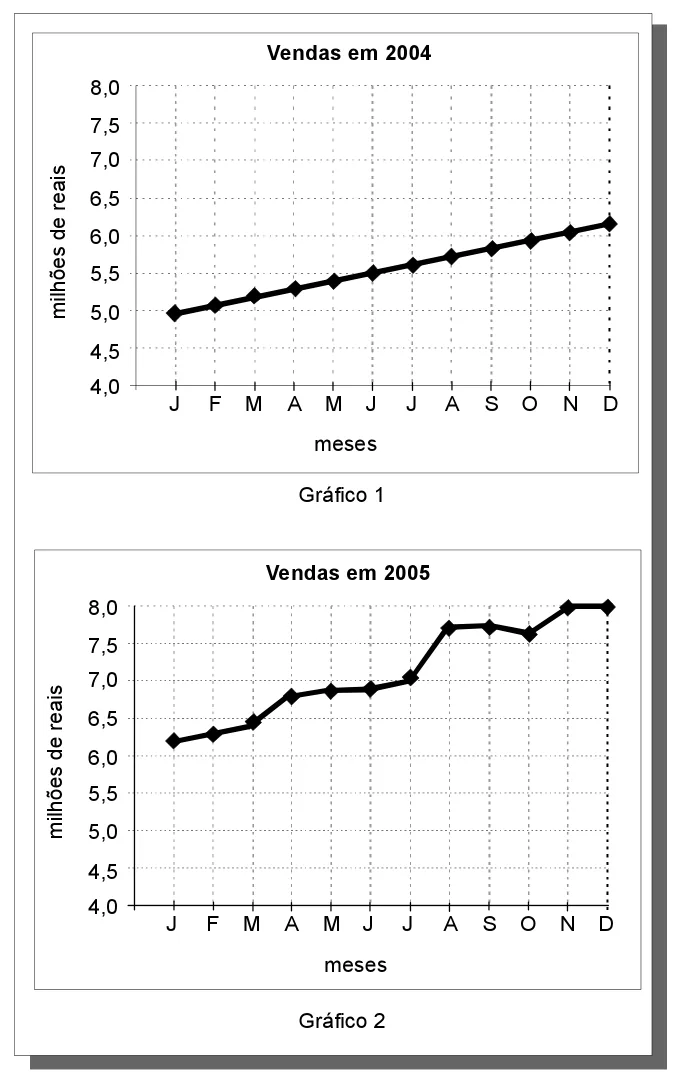 Vendas em 2004
8,0
7,5
7,0
6,5
6,0
5,5
5,0
4,5
4,0
milhões de reais
J F M A M J J A S O N D
meses
Gráfico 1
Vendas em 2005
8,0
7,5
7,0
6,5
6,0
5,5
5,0
4,5
4,0
milhões de reais
J F M A M J J A S O N D
meses
Gráfico 2